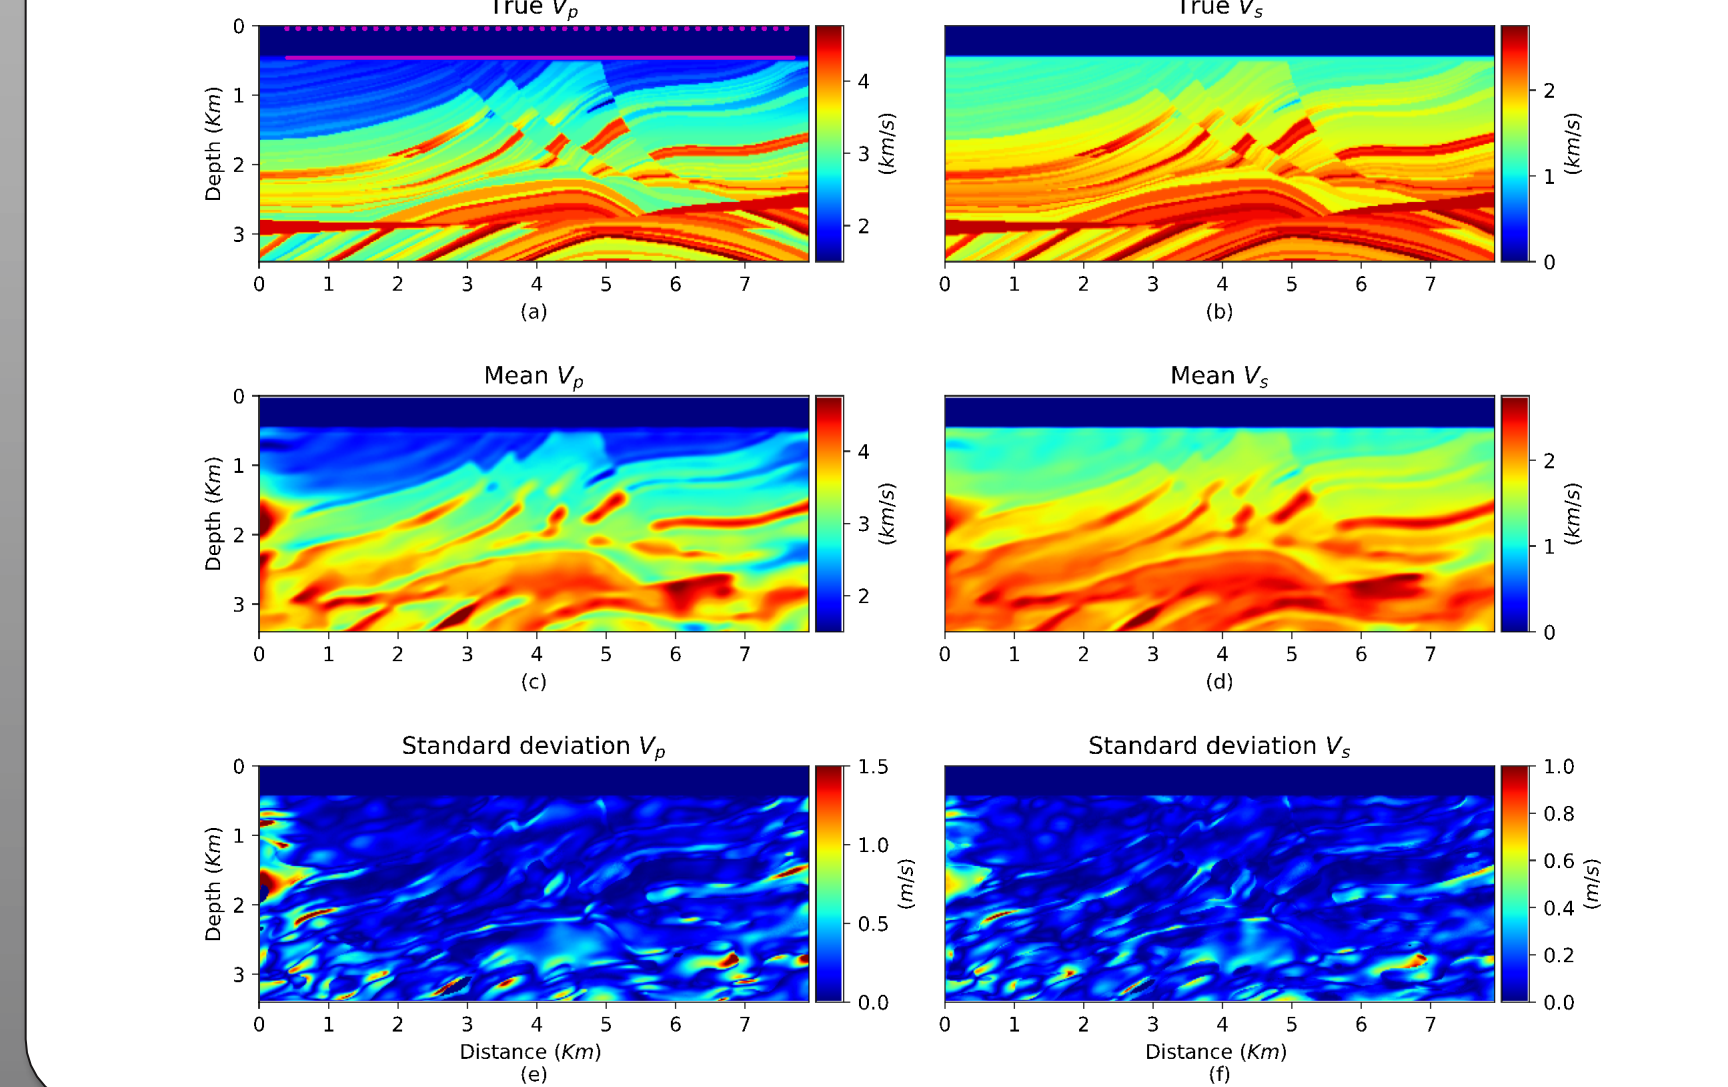 True Vp
True Vs
0
1
2
3
Depth (Km)
0 1 2 3 4 5 6 7
(a)
4
3
2
(km/s)
0 1 2 3 4 5 6 7
(b)
2
1
0
(km/s)
Mean Vp
Mean Vs
0
1
2
3
Depth (Km)
0 1 2 3 4 5 6 7
(c)
4
3
2
(km/s)
0 1 2 3 4 5 6 7
(d)
2
1
0
(km/s)
Standard deviation Vp
Standard deviation Vs
0
1
2
3
Depth (Km)
0 1 2 3 4 5 6 7
Distance (Km)
(e)
1.5
1.0
0.5
0.0
(m/s)
0 1 2 3 4 5 6 7
Distance (Km)
(f)
1.0
0.8
0.6
0.4
0.2
0.0
(m/s)